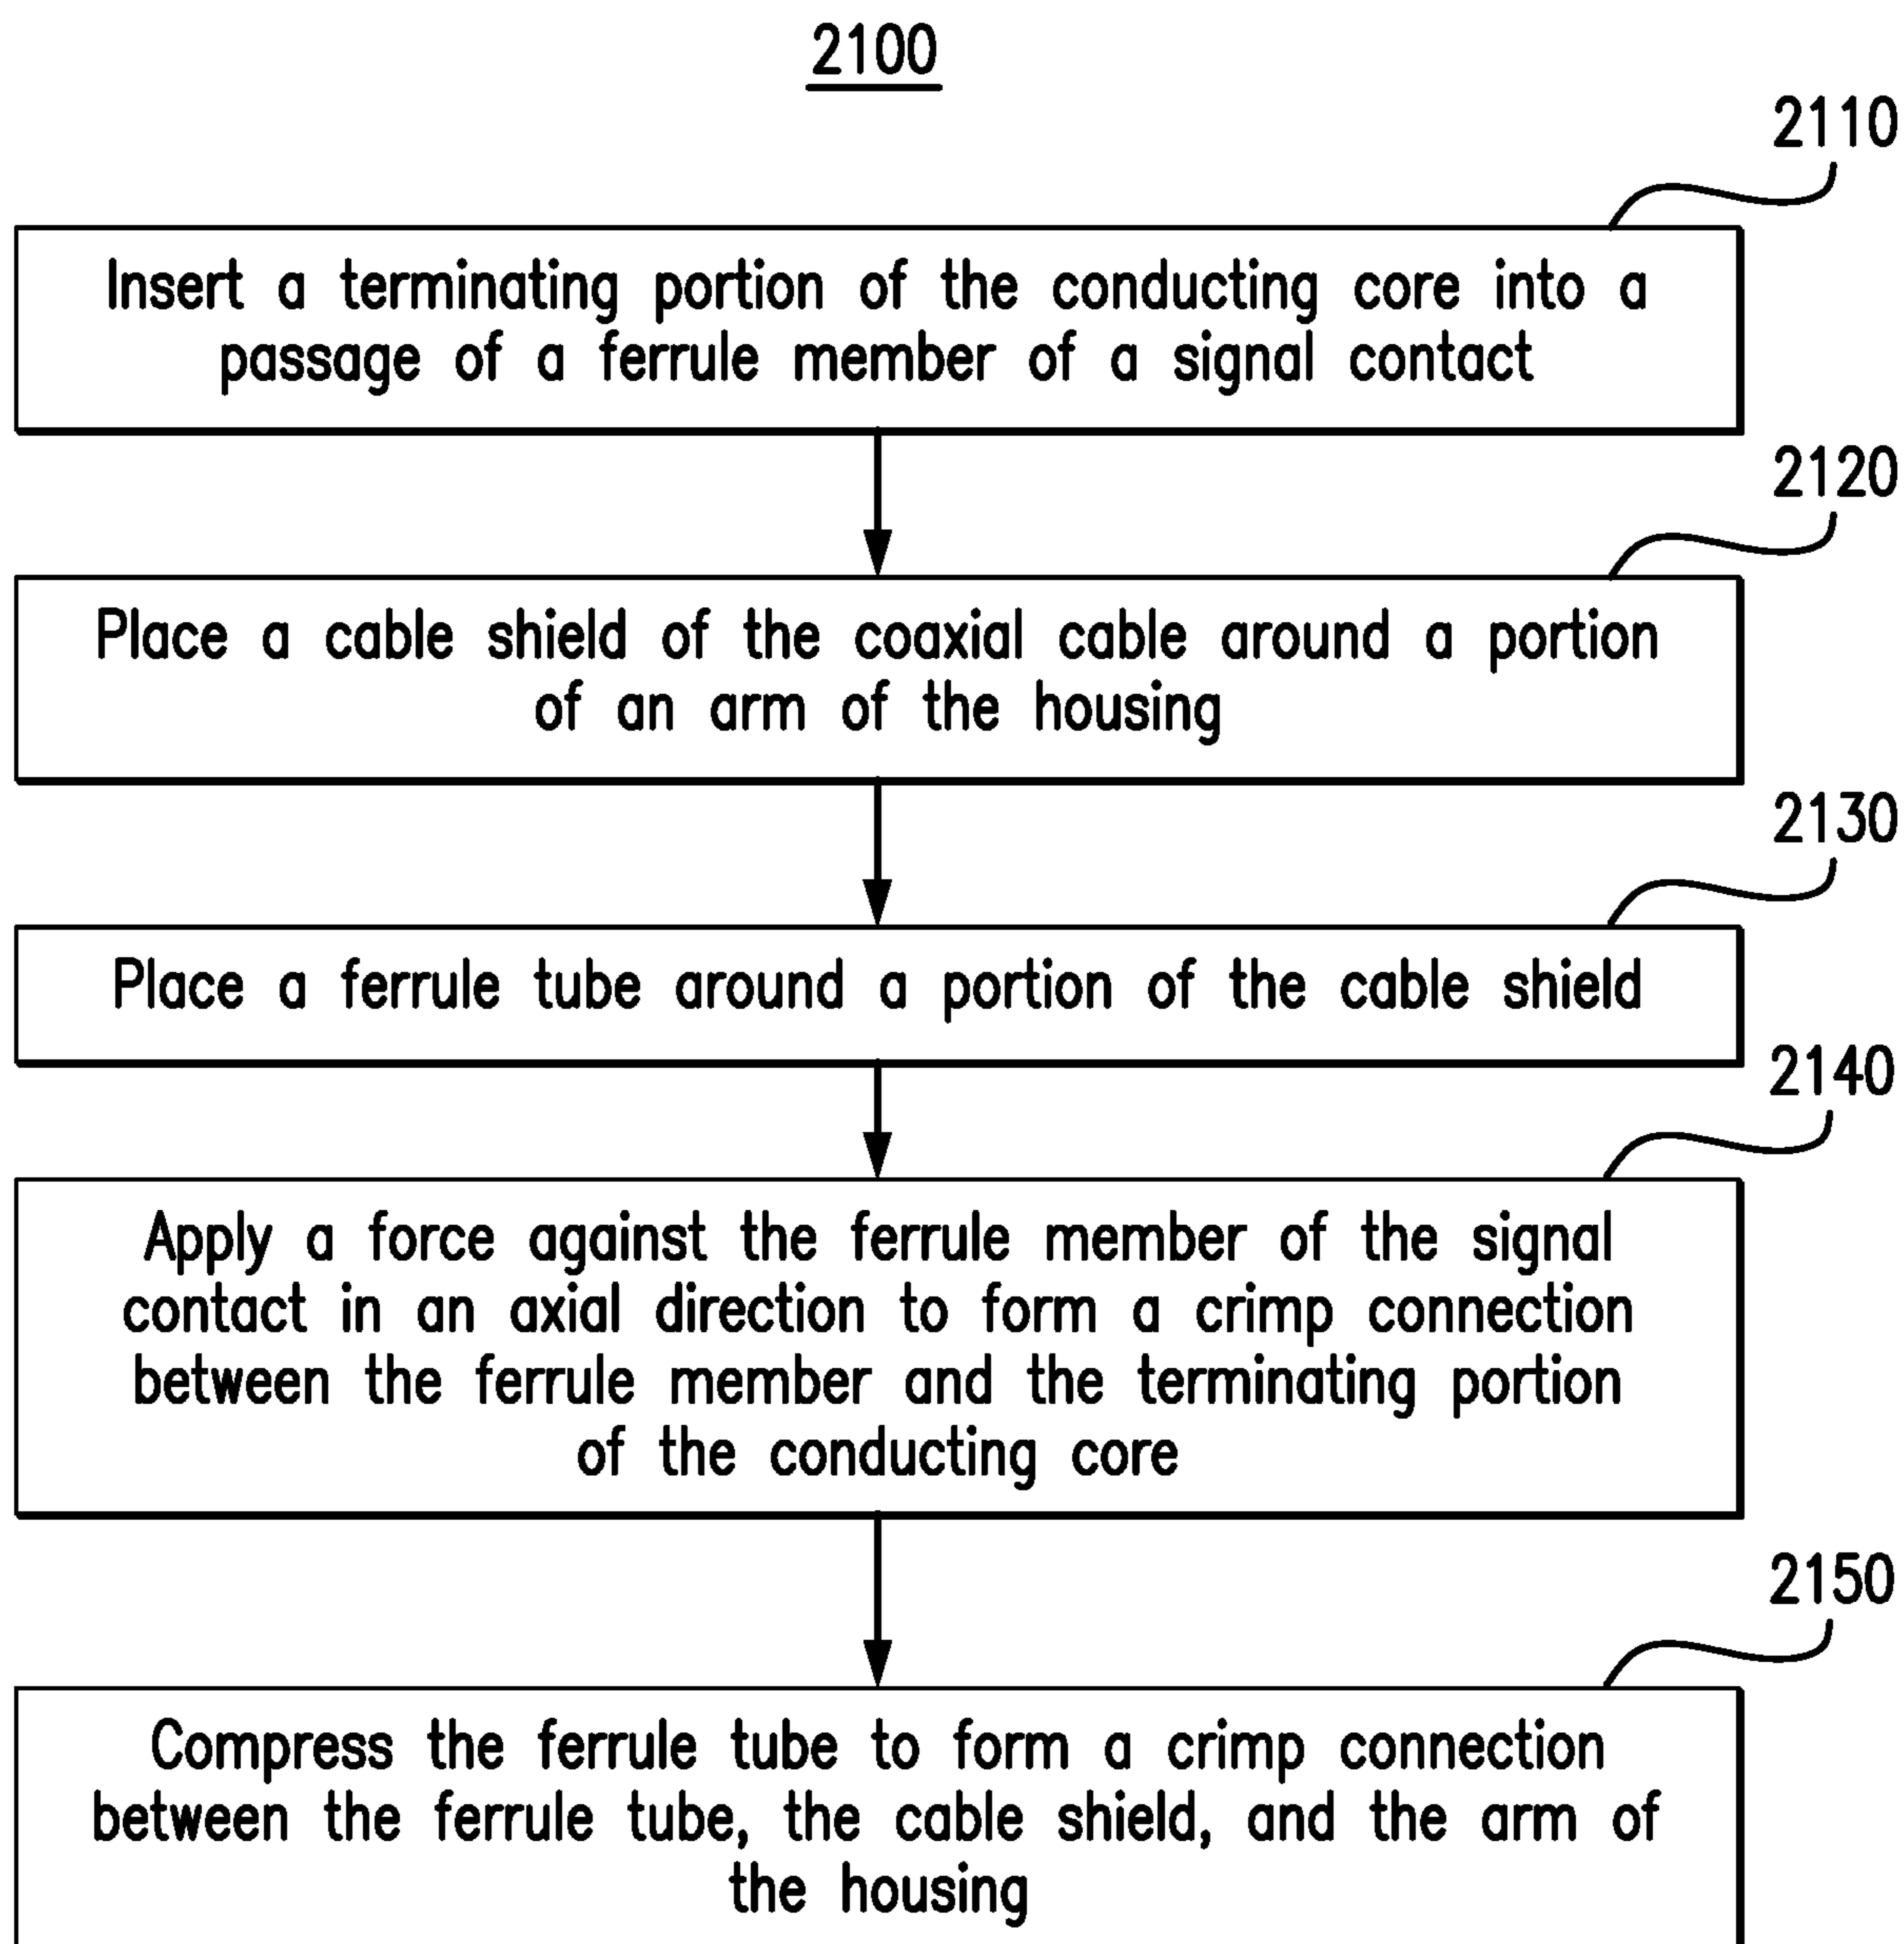 2100
2110
Insert a terminating portion of the conducting core into a
passage of a ferrule member of a signal contact
2120
Place a cable shield of the coaxial cable around a portion
of an arm of the housing
2130
Place a ferrule tube around a portion of the cable shield
2140
Apply a force against the ferrule member of the signal
contact in an axial direction to form a crimp connection
between the ferrule member and the terminating portion
of the conducting core
2150
Compress the ferrule tube to form a crimp connection
between the ferrule tube, the cable shield, and the arm of
the housing